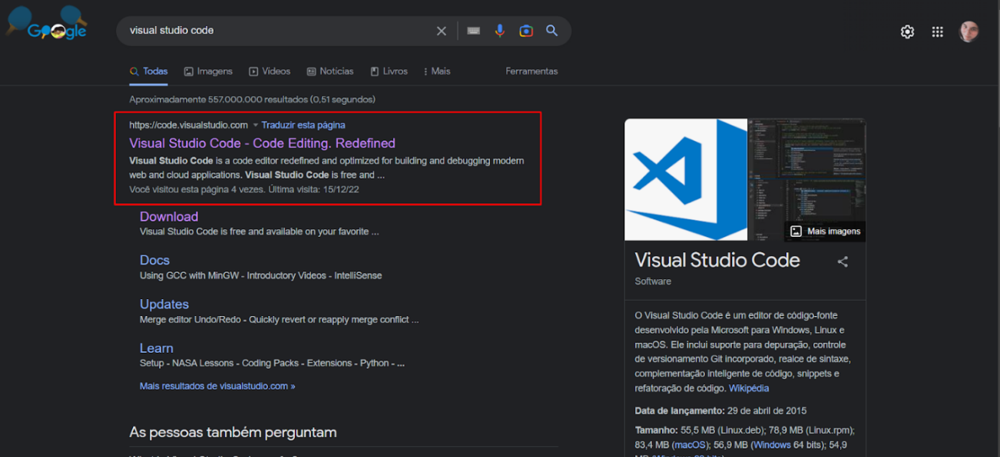 Google
visual studio code
Todas Imagens Vídeos Notícias Livros Mais Ferramentas
Aproximadamente 557.000.000 resultados (0,51 segundos)
https://code.visualstudio.com Traduzir esta página
Visual Studio Code - Code Editing. Redefined
Visual Studio Code is a code editor redefined and optimized for building and debugging modern
web and cloud applications. Visual Studio Code is free and ...
Você visitou esta página 4 vezes. Última visita: 15/12/22
Download
Visual Studio Code is free and available on your favorite ...
Docs
Using GCC with MinGW - Introductory Videos - IntelliSense
Updates
Merge editor Undo/Redo - Quickly revert or reapply merge conflict ...
Learn
Setup - NASA Lessons - Coding Packs - Extensions - Python - ...
Mais resultados de visualstudio.com »
As pessoas também perguntam
Mais imagens
Visual Studio Code
Software
O Visual Studio Code é um editor de código-fonte
desenvolvido pela Microsoft para Windows, Linux e
macOS. Ele inclui suporte para depuração, controle
de versionamento Git incorporado, realce de sintaxe,
complementação inteligente de código, snippets e
refatoração de código. Wikipédia
Data de lançamento: 29 de abril de 2015
Tamanho: 55,5 MB (Linux.deb); 78,9 MB (Linux.rpm);
83,4 MB (macOS); 56,9 MB (Windows 64 bits); 54,9